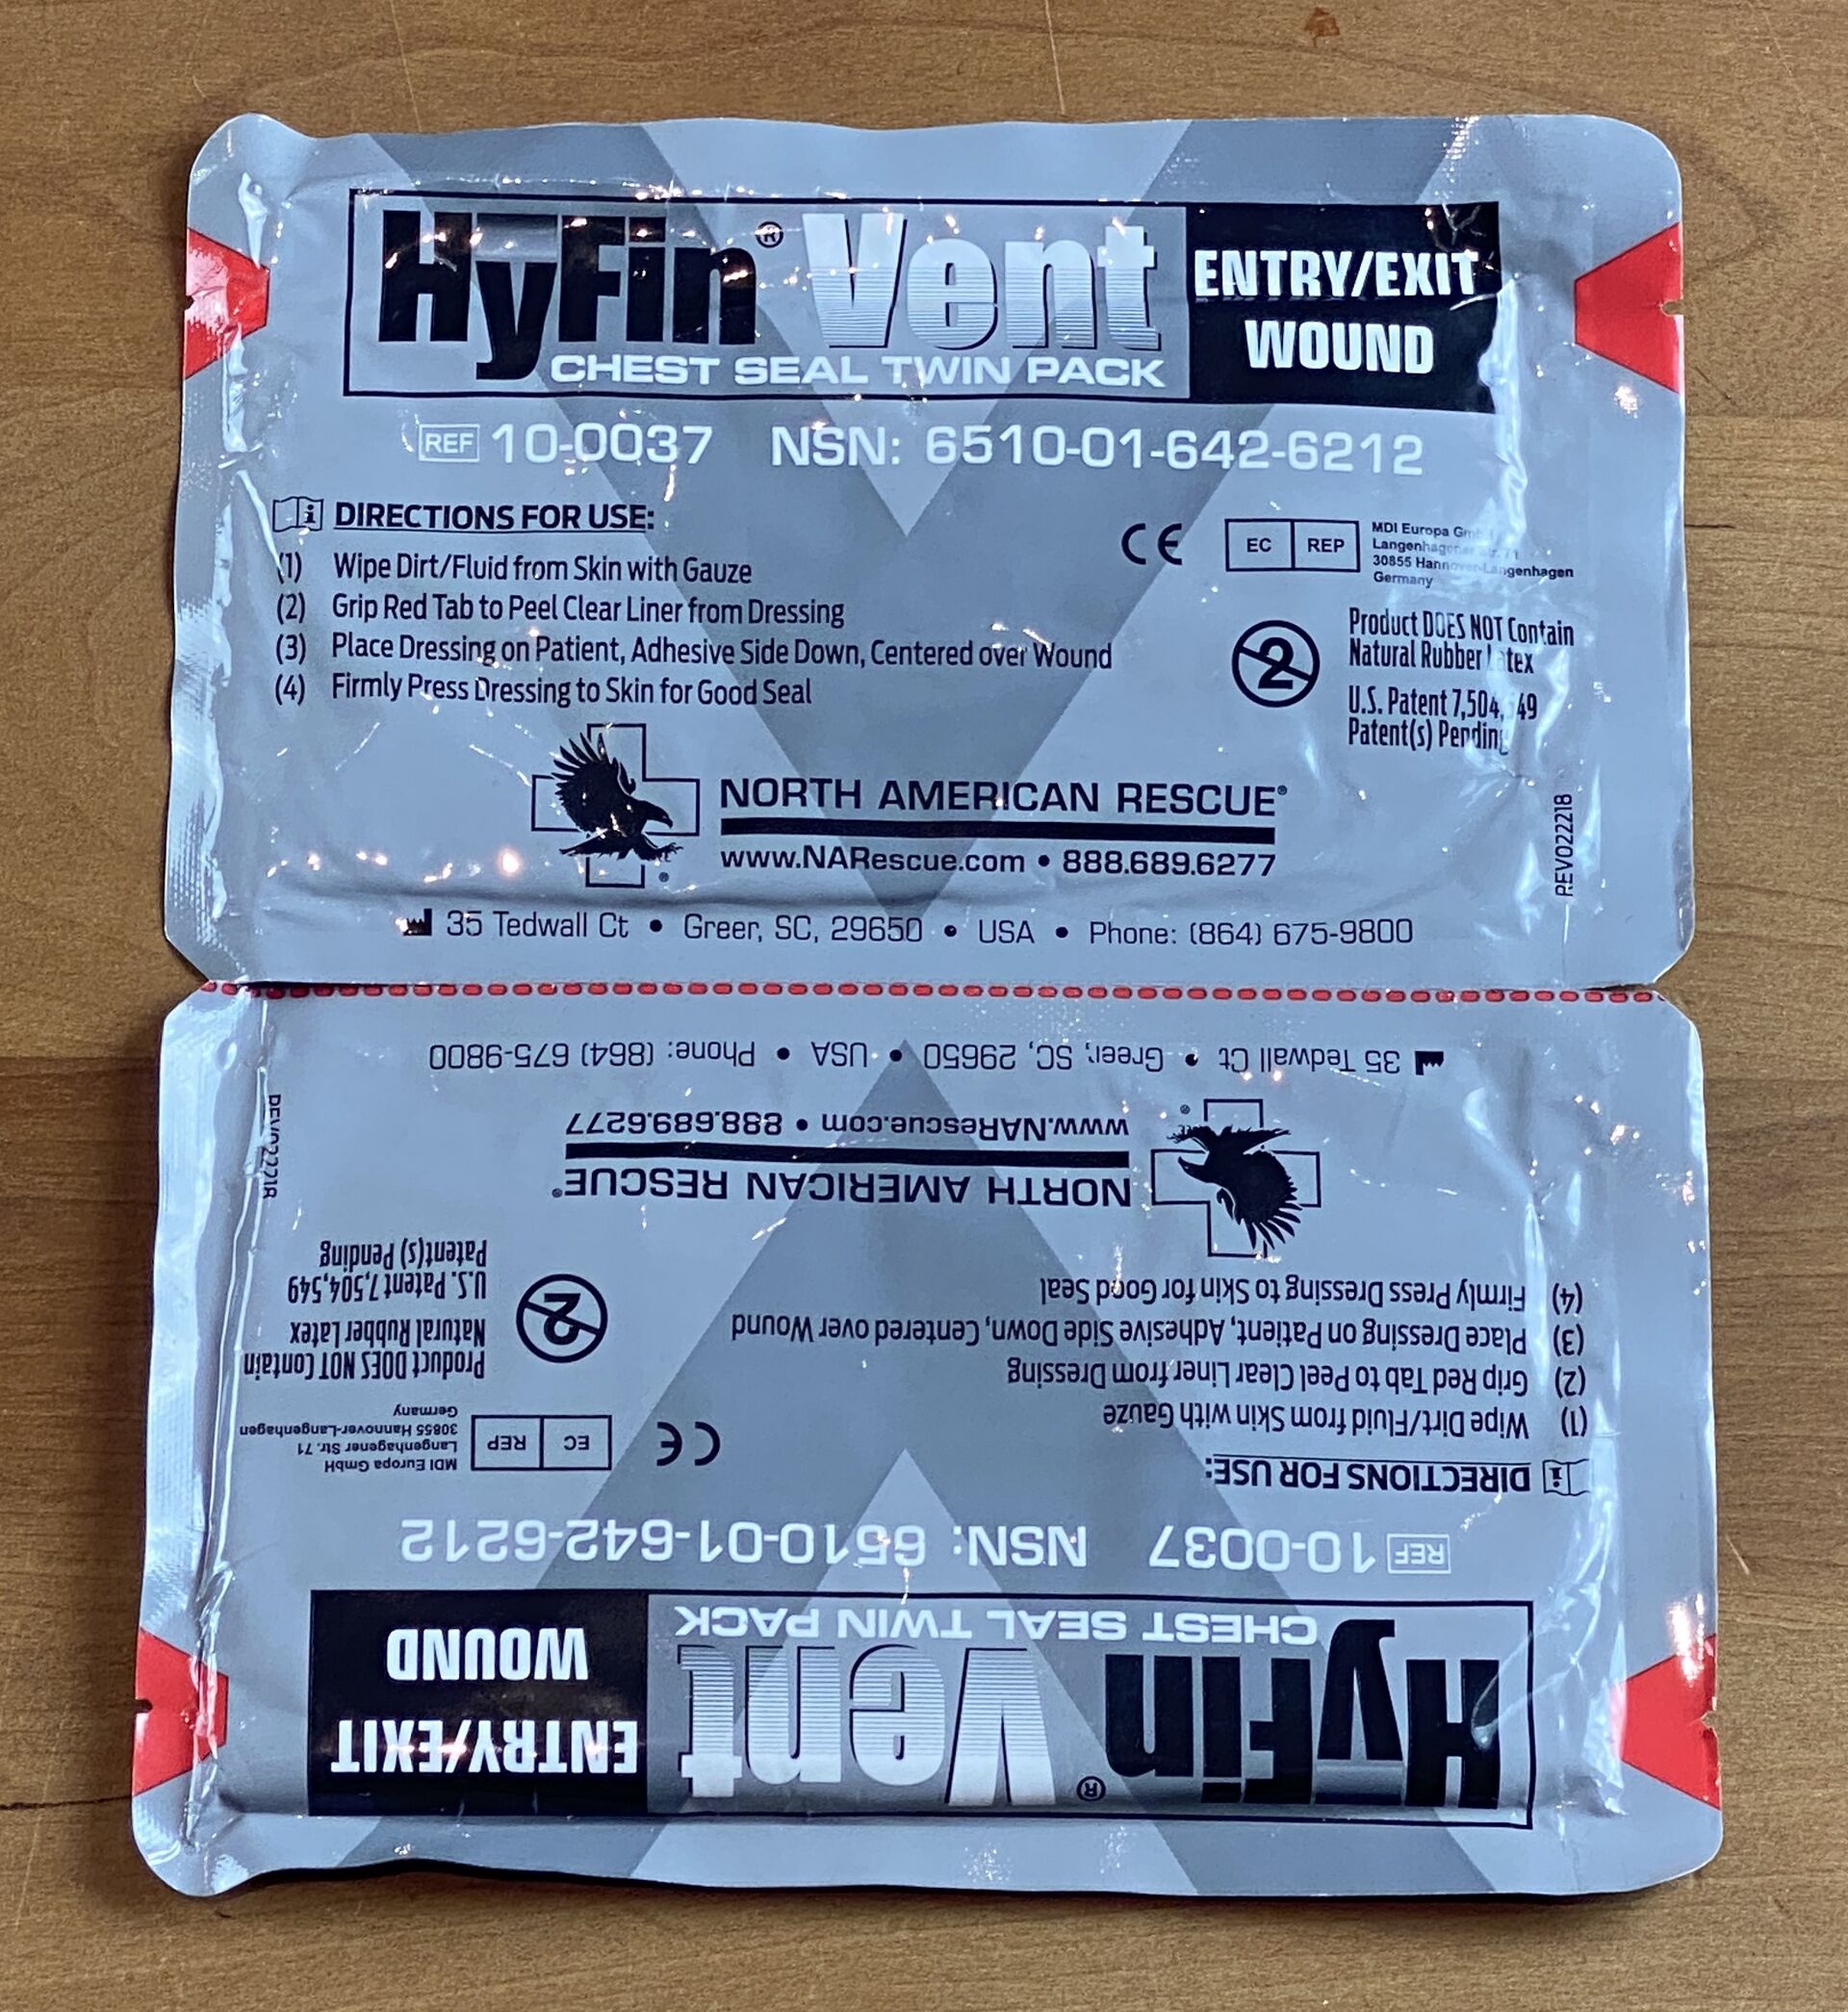 HyFin® Vent
CHEST SEAL TWIN PACK
ENTRY/EXIT
WOUND
REF 10-0037 NSN: 6510-01-642-6212
DIRECTIONS FOR USE:
(1) Wipe Dirt/Fluid from Skin with Gauze
(2) Grip Red Tab to Peel Clear Liner from Dressing
(3) Place Dressing on Patient, Adhesive Side Down, Centered over Wound
(4) Firmly Press Dressing to Skin for Good Seal
CE
EC REP
MDI Europa
Langenhagener Str. 71
30855 Hannover-Langenhagen
Germany
2
Product DOES NOT Contain
Natural Rubber Latex
U.S. Patent
Patent(s) Pending
NORTH AMERICAN RESCUE®
www.NARescue.com • 888.689.6277
REV022218
35 Tedwall Ct • Greer, SC, 29650 • USA • Phone: (864) 675-9800
HyFin® Vent
CHEST SEAL TWIN PACK
ENTRY/EXIT
WOUND
REF 10-0037 NSN: 6510-01-642-6212
DIRECTIONS FOR USE:
(1) Wipe Dirt/Fluid from Skin with Gauze
(2) Grip Red Tab to Peel Clear Liner from Dressing
(3) Place Dressing on Patient, Adhesive Side Down, Centered over Wound
(4) Firmly Press Dressing to Skin for Good Seal
CE
EC REP
MDI Europa GmbH
Langenhagener Str. 71
30855 Hannover-Langenhagen
Germany
2
Product DOES NOT Contain
Natural Rubber Latex
U.S. Patent 7,504,549
Patent(s) Pending
NORTH AMERICAN RESCUE®
www.NARescue.com • 888.689.6277
REV022218
35 Tedwall Ct • Greer, SC, 29650 • USA • Phone: (864) 675-9800